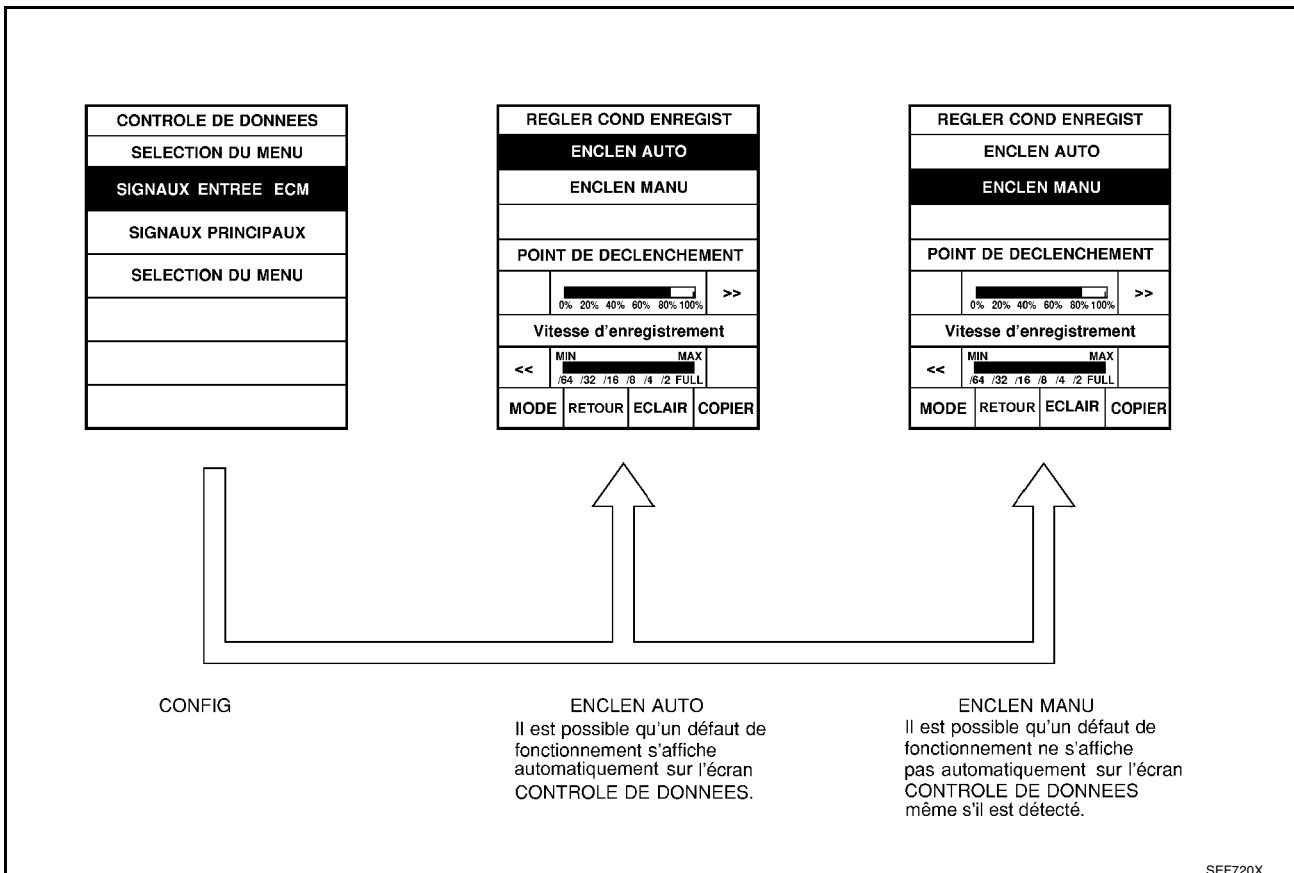 CONTROLE DE DONNEES
SELECTION DU MENU
SIGNAUX ENTREE ECM
SIGNAUX PRINCIPAUX
SELECTION DU MENU
REGLER COND ENREGIST
ENCLEN AUTO
ENCLEN MANU
POINT DE DECLENCHEMENT
>>
0% 20% 40% 60% 80% 100%
Vitesse d'enregistrement
MIN MAX
<<
/64 /32 /16 /8 /4 /2 FULL
MODE RETOUR ECLAIR COPIER
REGLER COND ENREGIST
ENCLEN AUTO
ENCLEN MANU
POINT DE DECLENCHEMENT
>>
0% 20% 40% 60% 80% 100%
Vitesse d'enregistrement
MIN MAX
<<
/64 /32 /16 /8 /4 /2 FULL
MODE RETOUR ECLAIR COPIER
CONFIG
ENCLEN AUTO
Il est possible qu'un défaut de
fonctionnement s'affiche
automatiquement sur l'écran
CONTROLE DE DONNEES.
ENCLEN MANU
Il est possible qu'un défaut de
fonctionnement ne s'affiche
pas automatiquement sur l'écran
CONTROLE DE DONNEES
même s'il est détecté.
SEF720X